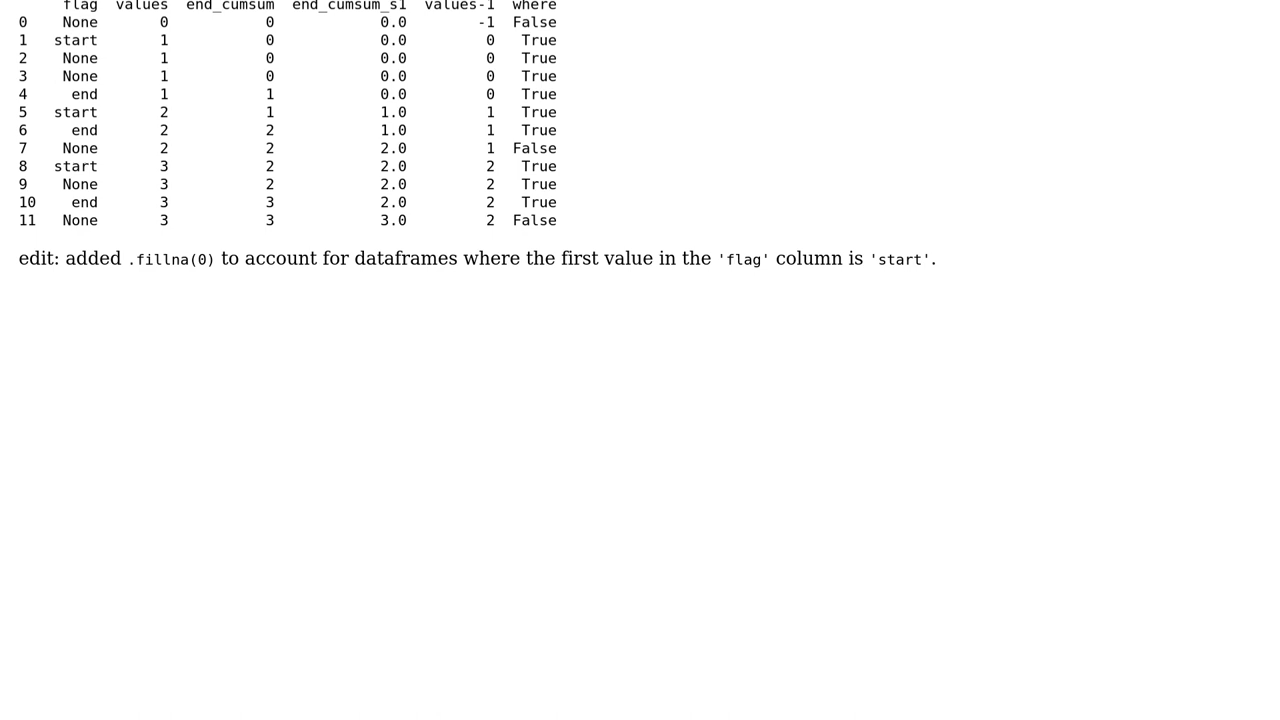 flag  values  end_cumsum  end_cumsum_s1  values-1  where
0    None       0           0            0.0        -1  False
1   start       1           0            0.0         0   True
2    None       1           0            0.0         0   True
3    None       1           0            0.0         0   True
4     end       1           1            0.0         0   True
5   start       2           1            1.0         1   True
6     end       2           2            1.0         1   True
7    None       2           2            2.0         1  False
8   start       3           2            2.0         2   True
9    None       3           2            2.0         2   True
10    end       3           3            2.0         2   True
11   None       3           3            3.0         2  False
edit: added .fillna(0) to account for dataframes where the first value in the 'flag' column is 'start'.